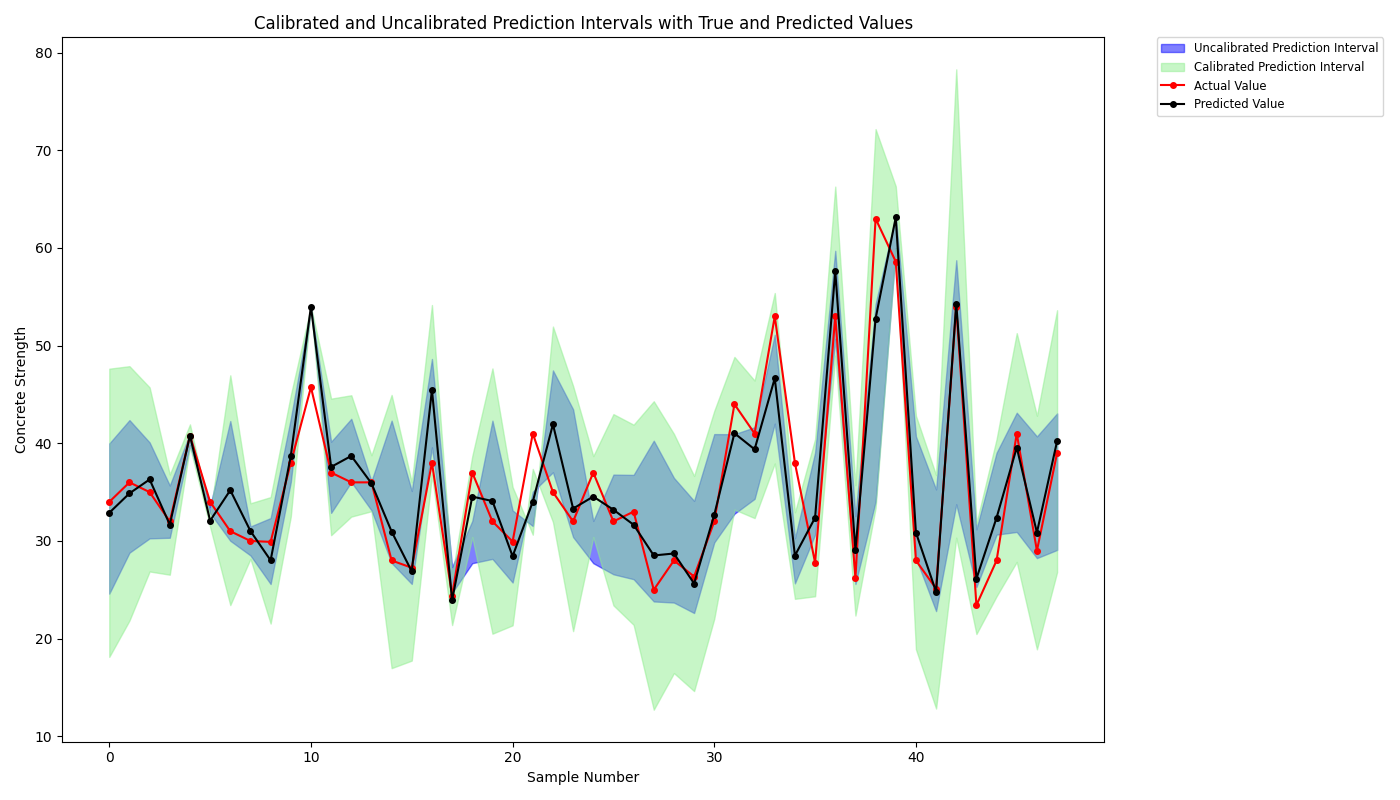 Calibrated and Uncalibrated Prediction Intervals with True and Predicted Values
Uncalibrated Prediction Interval
Calibrated Prediction Interval
Actual Value
Predicted Value
Concrete Strength
80
70
60
50
40
30
20
10
0 10 20 30 40
Sample Number